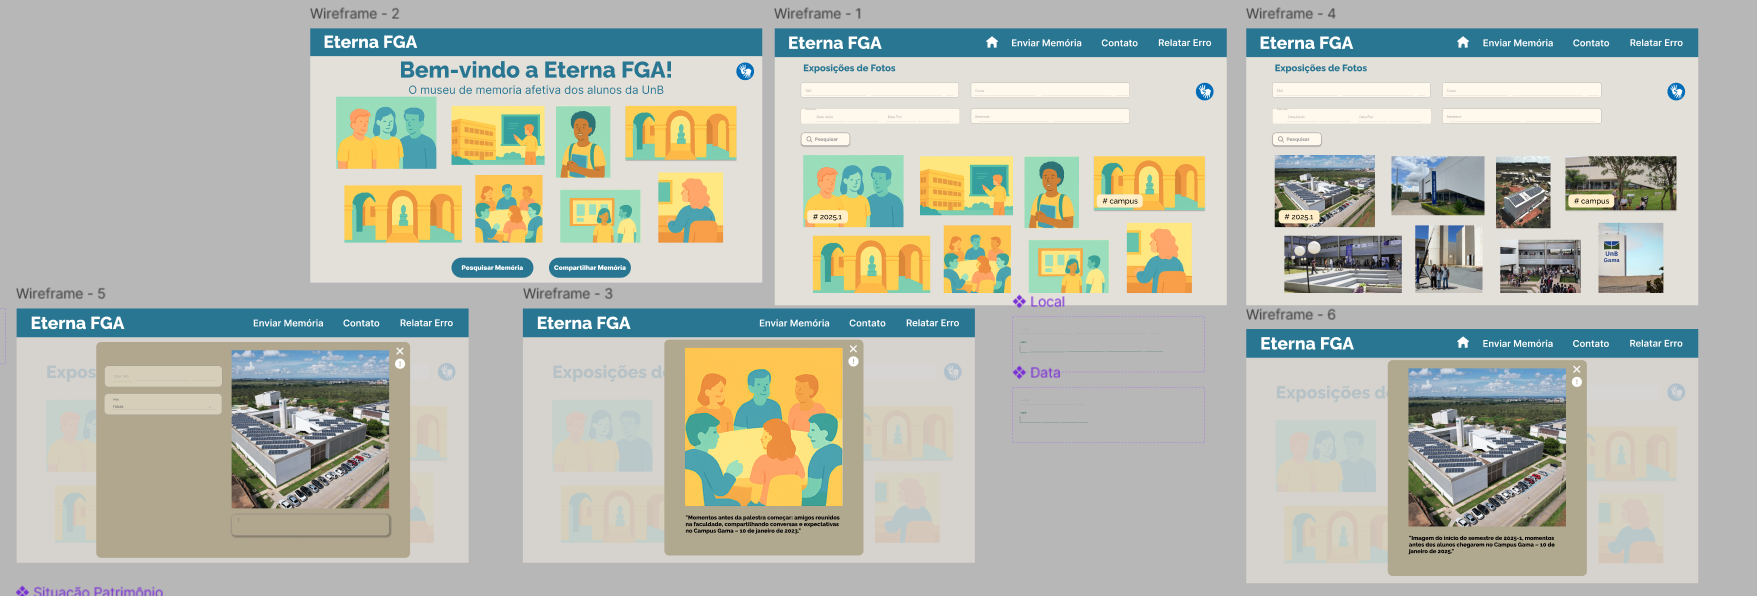 Wireframe - 2
Eterna FGA
Bem-vindo a Eterna FGA!
O museu de memoria afetiva dos alunos da UnB
Pesquisar Memória
Compartilhar Memória
Wireframe - 1
Eterna FGA
Enviar Memória
Contato
Relatar Erro
Exposições de Fotos
Pesquisar
# 2025.1
# campus
Wireframe - 4
Eterna FGA
Enviar Memória
Contato
Relatar Erro
Exposições de Fotos
Pesquisar
# 2025.1
# campus
UnB
Gama
Wireframe - 5
Eterna FGA
Enviar Memória
Contato
Relatar Erro
Expos
Wireframe - 3
Eterna FGA
Enviar Memória
Contato
Relatar Erro
Exposições d
"Momentos antes da palestra começar: amigos reunidos
na faculdade, compartilhando conversas e expectativas
no Campus Gama – 10 de janeiro de 2023."
Local
Data
Wireframe - 6
Eterna FGA
Enviar Memória
Contato
Relatar Erro
Exposições d
"Imagem do início do semestre de 2025-1, momentos
antes dos alunos chegarem no Campus Gama – 10 de
janeiro de 2025."
Situação Patrimônio